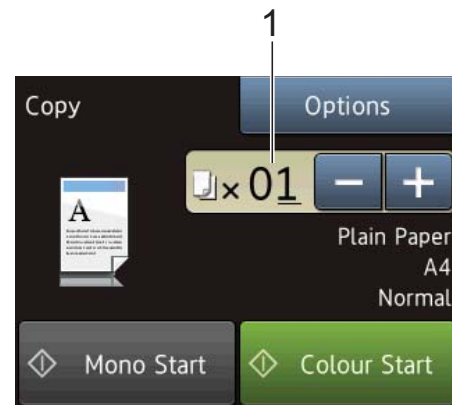 1
Copy
Options
×01
− +
A
Plain Paper
A4
Normal
Mono Start
Colour Start